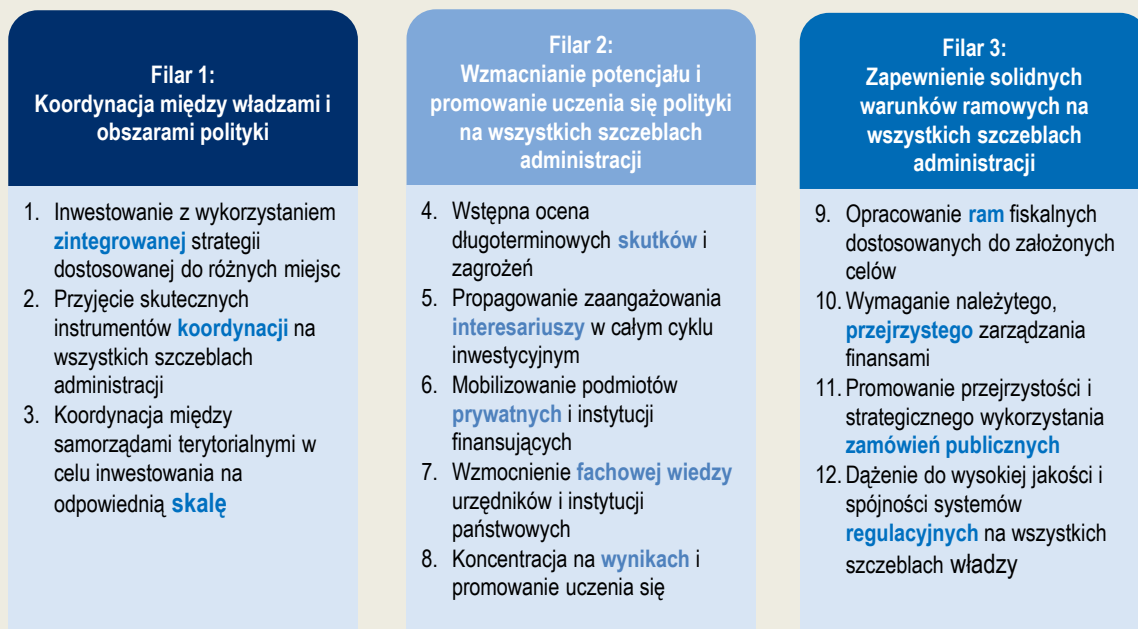 Filar 1:
Koordynacja między władzami i
obszarami polityki
1. Inwestowanie z wykorzystaniem
zintegrowanej strategii
dostosowanej do różnych miejsc
2. Przyjęcie skutecznych
instrumentów koordynacji na
wszystkich szczeblach
administracji
3. Koordynacja między
samorządami terytorialnymi w
celu inwestowania na
odpowiednią skalę
Filar 2:
Wzmacnianie potencjału i
promowanie uczenia się polityki
na wszystkich szczeblach
administracji
4. Wstępna ocena
długoterminowych skutków i
zagrożeń
5. Propagowanie zaangażowania
interesariuszy w całym cyklu
inwestycyjnym
6. Mobilizowanie podmiotów
prywatnych i instytucji
finansujących
7. Wzmocnienie fachowej wiedzy
urzędników i instytucji
państwowych
8. Koncentracja na wynikach i
promowanie uczenia się
Filar 3:
Zapewnienie solidnych
warunków ramowych na
wszystkich szczeblach
administracji
9. Opracowanie ram fiskalnych
dostosowanych do założonych
celów
10. Wymaganie należytego,
przejrzystego zarządzania
finansami
11. Promowanie przejrzystości i
strategicznego wykorzystania
zamówień publicznych
12. Dążenie do wysokiej jakości i
spójności systemów
regulacyjnych na wszystkich
szczeblach władzy